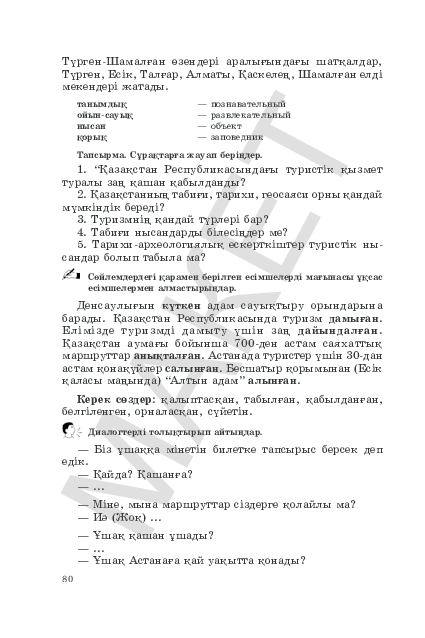 Түрген-Шамалған өзендері аралығындағы шатқалдар,
Түрген, Есік, Талғар, Алматы, Қаскелең, Шамалған елді
мекендері жатады.
танымдық — познавательный
ойын-сауық — развлекательный
нысан — объект
қорық — заповедник
Тапсырма. Сұрақтарға жауап беріңдер.
1. “Қазақстан Республикасындағы туристік қызмет
туралы заң қашан қабылданды?
2. Қазақстанның табиғи, тарихи, геосаяси орны қандай
мүмкіндік береді?
3. Туризмнің қандай түрлері бар?
4. Табиғи нысандарды білесіңдер ме?
5. Тарихи-археологиялық ескерткіштер туристік ны-
сандар болып табыла ма?
Сөйлемдердегі қарамен берілген есімшелерді мағынасы ұқсас
есімшелермен алмастырыңдар.
Денсаулығын күткен адам сауықтыру орындарына
барады. Қазақстан Республикасында туризм дамыған.
Елімізде туризмді дамыту үшін заң дайындалған.
Қазақстан аумағы бойынша 700-ден астам саяхаттық
маршруттар анықталған. Астанада туристер үшін 30-дан
астам қонақүйлер салынған. Бесшатыр қорымынан (Есік
қаласы маңында) “Алтын адам” алынған.
Керек сөздер: қалыптасқан, табылған, қабылданған,
белгіленген, орналасқан, сүйетін.
Диалогтерді толықтырып айтыңдар.
— Біз ұшаққа мінетін билетке тапсырыс берсек деп
едік.
— Қайда? Қашанға?
— ...
— Міне, мына маршруттар сіздерге қолайлы ма?
— Иә (Жоқ) ...
— Ұшақ қашан ұшады?
— ...
— Ұшақ Астанаға қай уақытта қонады?
80
МАКЕТ